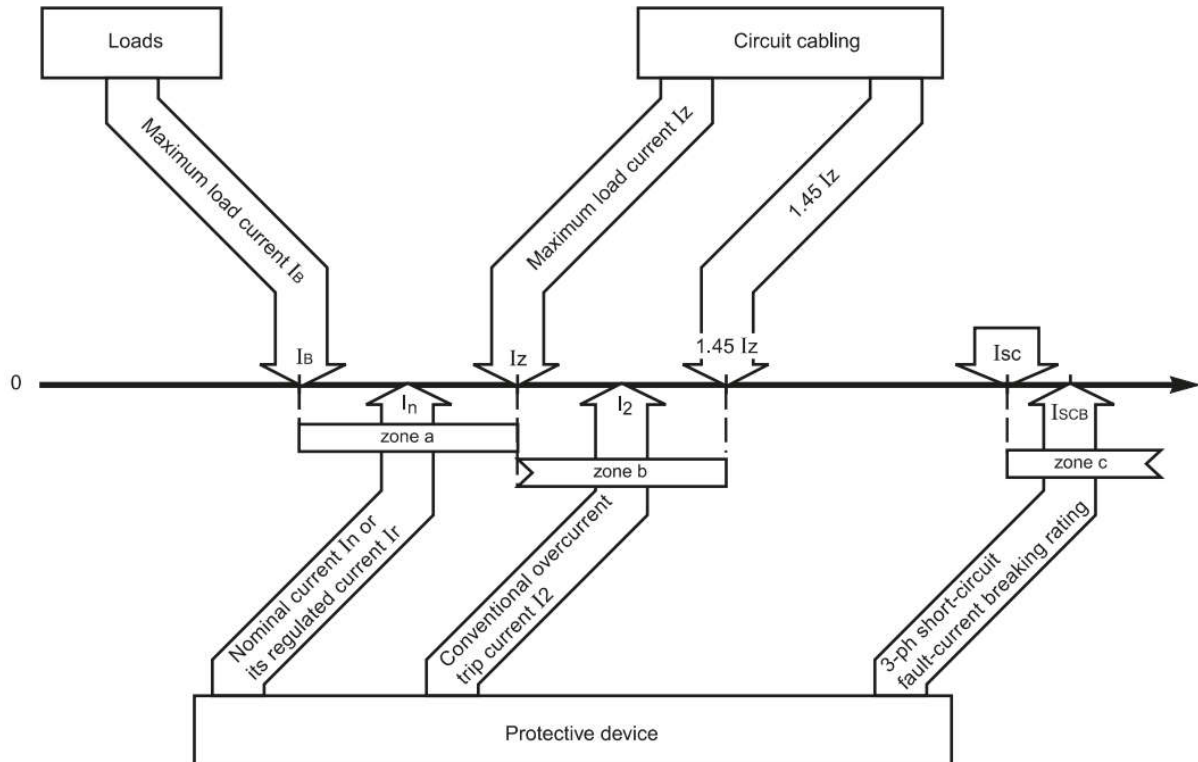 Loads
Circuit cabling
Maximum load current IB
Maximum load current Iz
1.45 Iz
IB
Iz
1.45 Iz
Isc
0
In
I2
ISCB
zone a
zone b
zone c
Nominal current In or
its regulated current Ir
Conventional overcurrent
trip current I2
3-ph short-circuit
fault-current breaking rating
Protective device